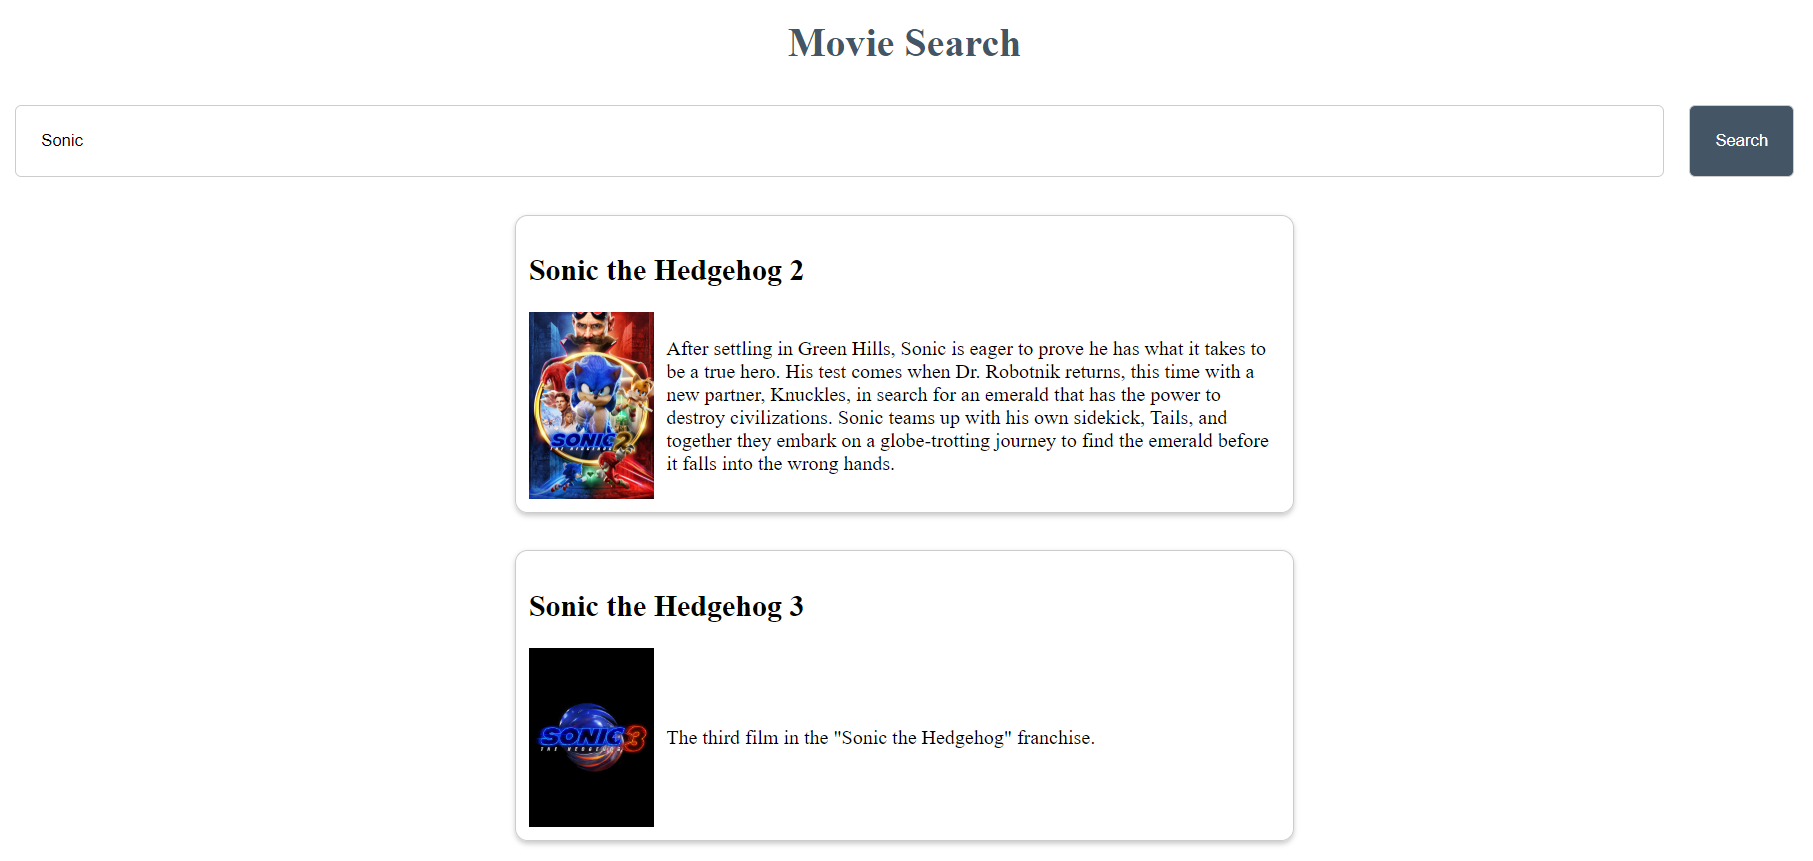 Movie Search
Sonic
Search
Sonic the Hedgehog 2
SONIC 2
THE HEDGEHOG
After settling in Green Hills, Sonic is eager to prove he has what it takes to
be a true hero. His test comes when Dr. Robotnik returns, this time with a
new partner, Knuckles, in search for an emerald that has the power to
destroy civilizations. Sonic teams up with his own sidekick, Tails, and
together they embark on a globe-trotting journey to find the emerald before
it falls into the wrong hands.
Sonic the Hedgehog 3
SONIC 3
THE HEDGEHOG
The third film in the "Sonic the Hedgehog" franchise.